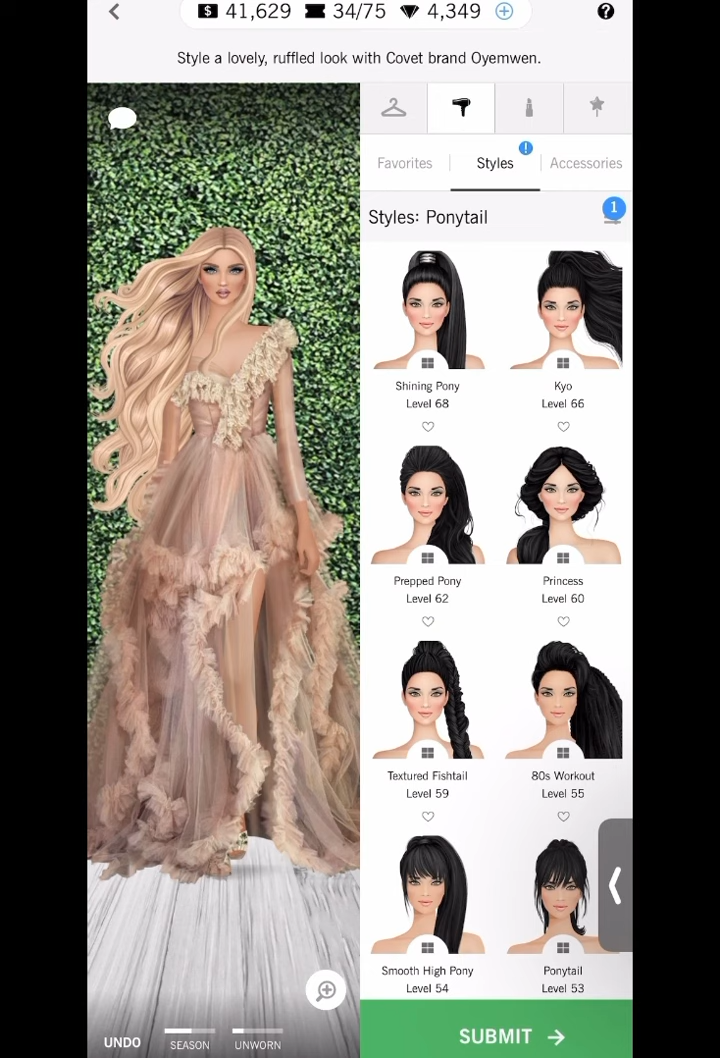 $ 41,629 34/75 4,349 + ?
Style a lovely, ruffled look with Covet brand Oyemwen.
Favorites Styles ! Accessories
Styles: Ponytail 1
Shining Pony Kyo
Level 68 Level 66
Prepped Pony Princess
Level 62 Level 60
Textured Fishtail 80s Workout
Level 59 Level 55
Smooth High Pony Ponytail
Level 54 Level 53
UNDO SEASON UNWORN
SUBMIT →